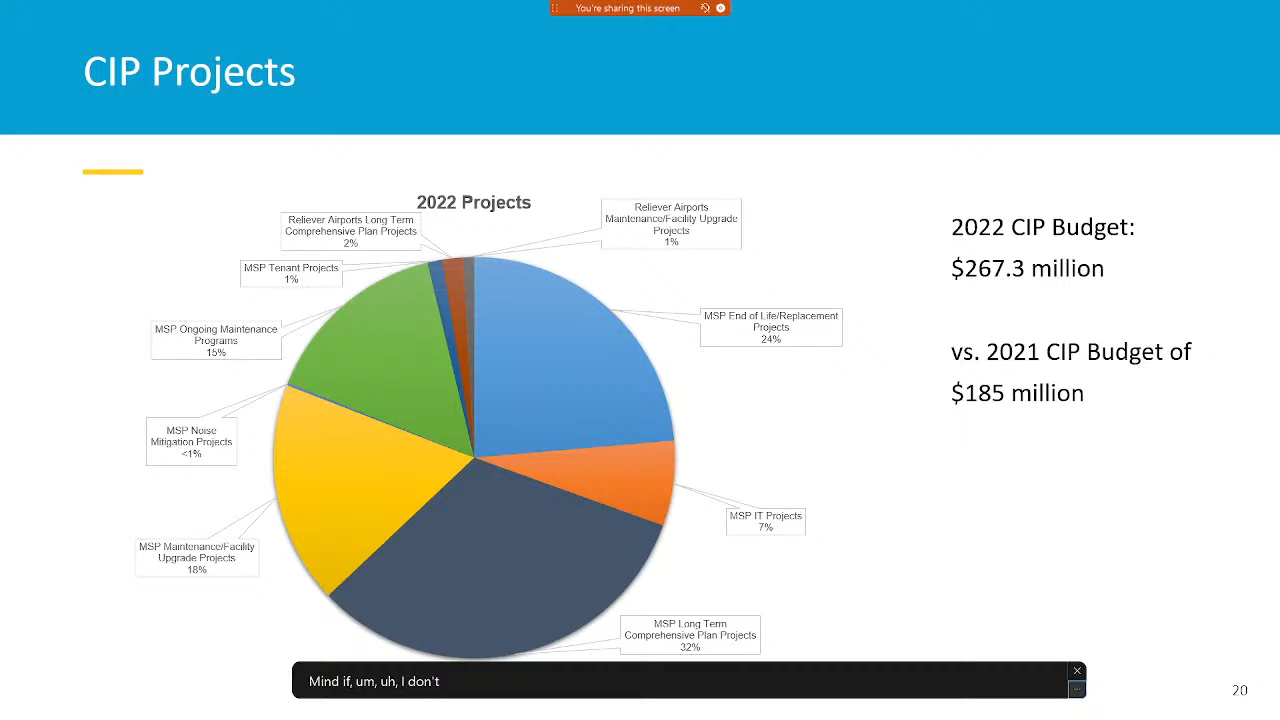 You're sharing this screen
CIP Projects
2022 Projects
Reliever Airports Long Term
Comprehensive Plan Projects
2%
Reliever Airports
Maintenance/Facility Upgrade
Projects
1%
MSP Tenant Projects
1%
MSP End of Life/Replacement
Projects
24%
MSP Ongoing Maintenance
Programs
15%
MSP Noise
Mitigation Projects
<1%
MSP IT Projects
7%
MSP Maintenance/Facility
Upgrade Projects
18%
MSP Long Term
Comprehensive Plan Projects
32%
2022 CIP Budget:
$267.3 million
vs. 2021 CIP Budget of
$185 million
Mind if, um, uh, I don't
20